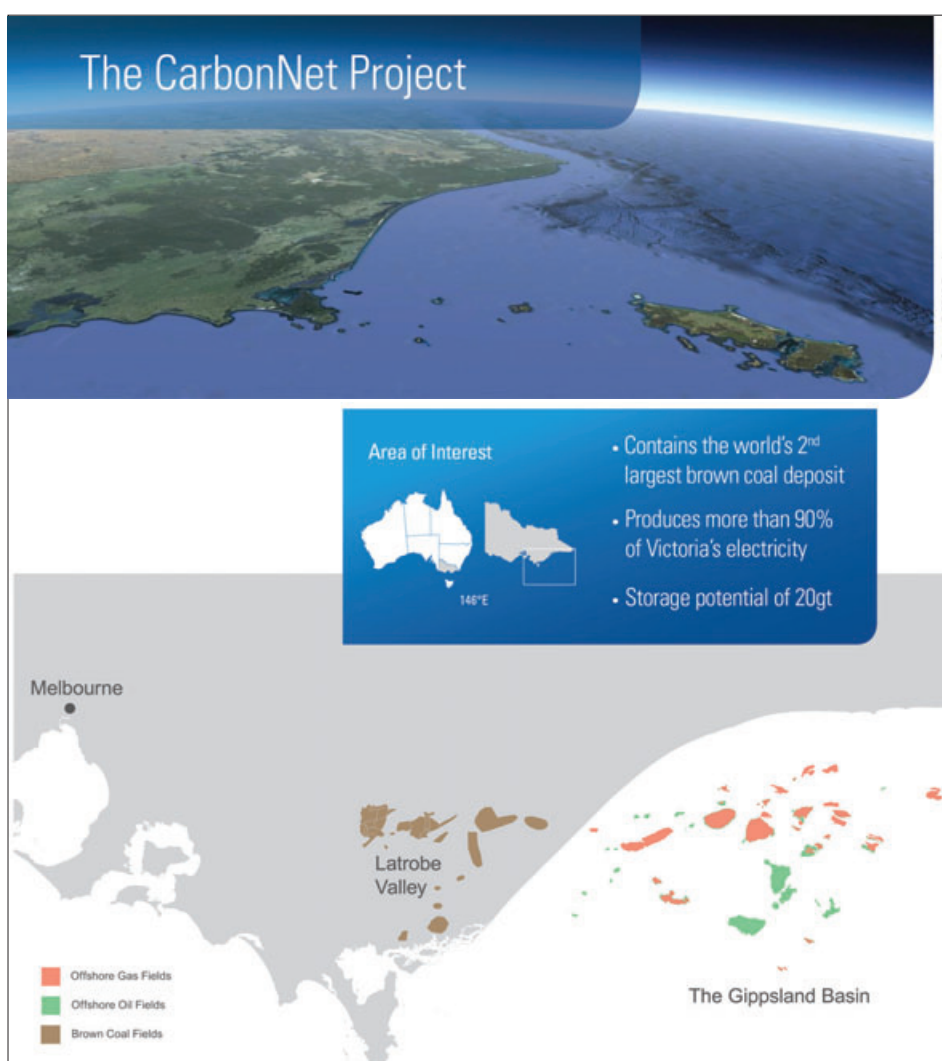 The CarbonNet Project
Area of Interest
146°E
• Contains the world's 2nd
largest brown coal deposit
• Produces more than 90%
of Victoria's electricity
• Storage potential of 20gt
Melbourne
Latrobe
Valley
Offshore Gas Fields
Offshore Oil Fields
Brown Coal Fields
The Gippsland Basin